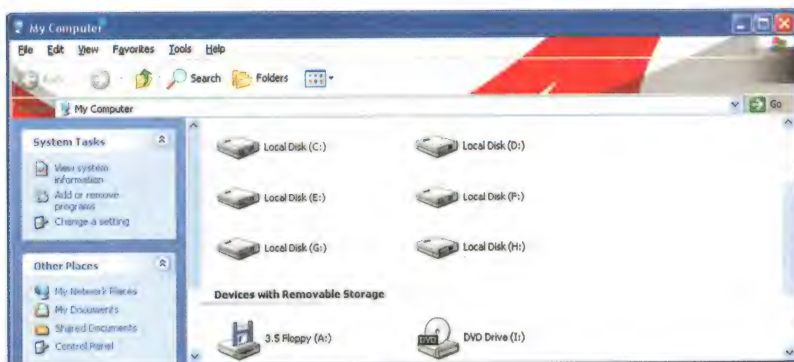 My Computer
File Edit View Favorites Tools Help
Search Folders
My Computer Go
System Tasks
View system
information
Add or remove
programs
Change a setting
Other Places
My Network Places
My Documents
Shared Documents
Control Panel
Local Disk (C:) Local Disk (D:)
Local Disk (E:) Local Disk (F:)
Local Disk (G:) Local Disk (H:)
Devices with Removable Storage
3.5 Floppy (A:) DVD Drive (I:)
DVD